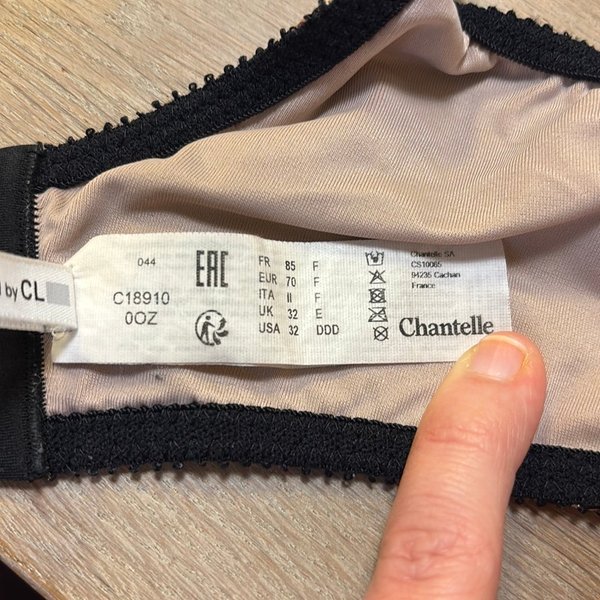 by CL
044
C18910
0OZ
EAC
FR 85 F
EUR 70 F
ITA II F
UK 32 E
USA 32 DDD
Chantelle SA
CS10065
94235 Cachan
France
Chantelle